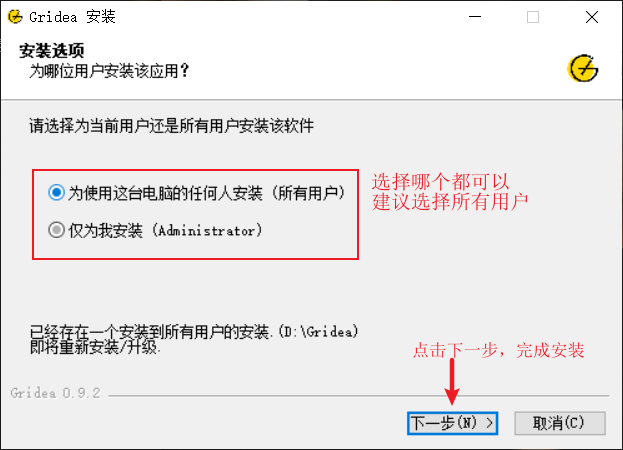 Gridea 安装
安装选项
为哪位用户安装该应用？
请选择为当前用户还是所有用户安装该软件
为使用这台电脑的任何人安装 (所有用户)
选择哪个都可以
建议选择所有用户
仅为我安装 (Administrator)
已经存在一个安装到所有用户的安装.(D:\Gridea)
即将重新安装/升级.
点击下一步，完成安装
Gridea 0.9.2
下一步(N) >
取消(C)